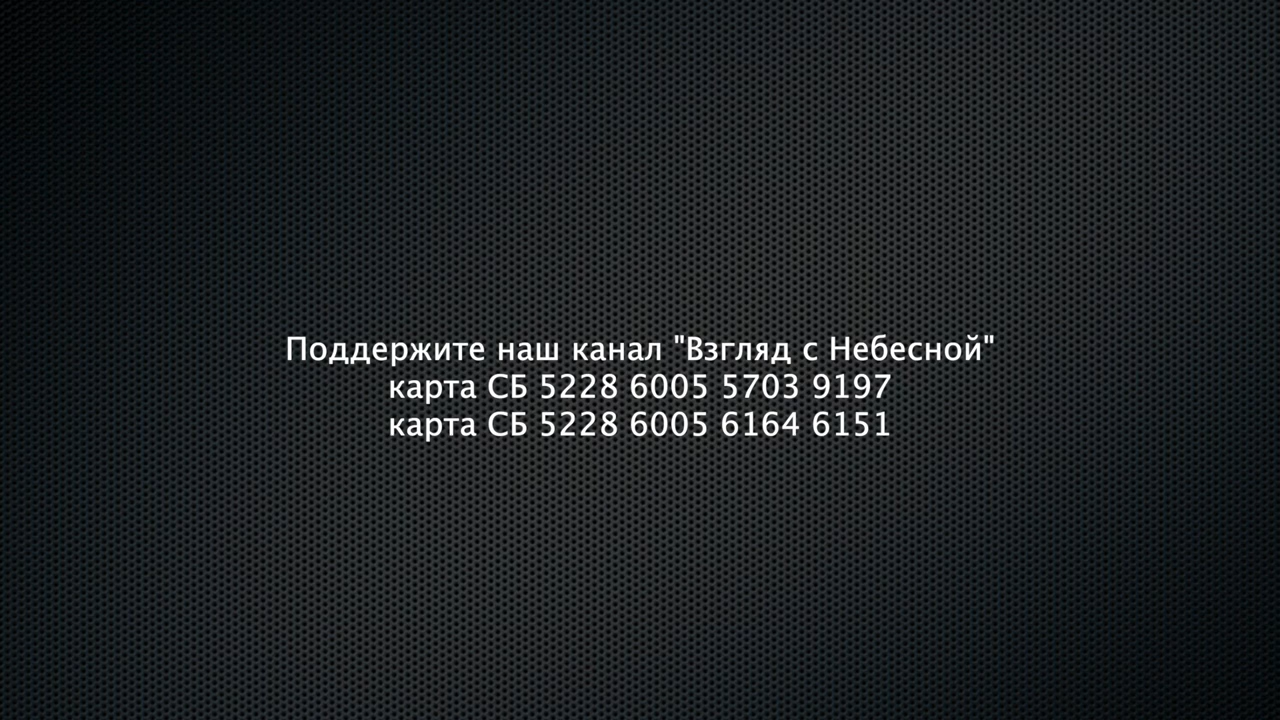 Поддержите наш канал "Взгляд с Небесной"
карта СБ 5228 6005 5703 9197
карта СБ 5228 6005 6164 6151